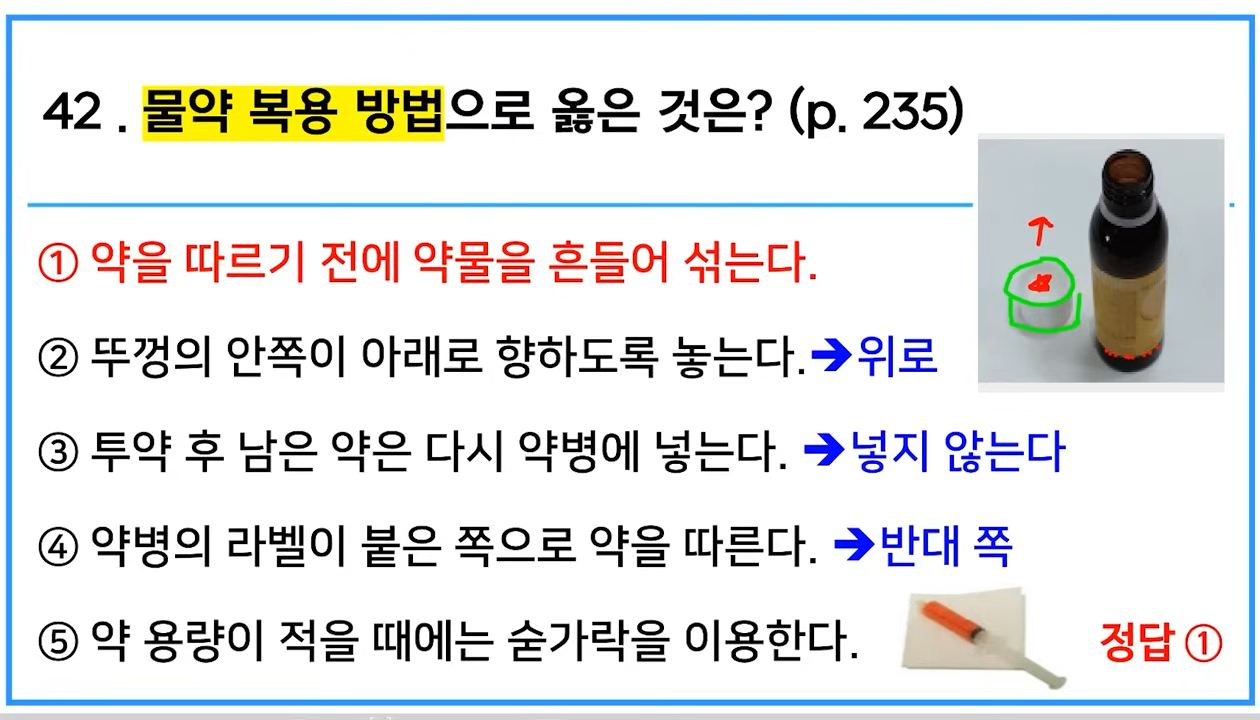 42 . 물약 복용 방법으로 옳은 것은? (p. 235)
① 약을 따르기 전에 약물을 흔들어 섞는다.
② 뚜껑의 안쪽이 아래로 향하도록 놓는다.➔위로
③ 투약 후 남은 약은 다시 약병에 넣는다. ➔넣지 않는다
④ 약병의 라벨이 붙은 쪽으로 약을 따른다. ➔반대 쪽
⑤ 약 용량이 적을 때에는 숟가락을 이용한다.
정답 ①